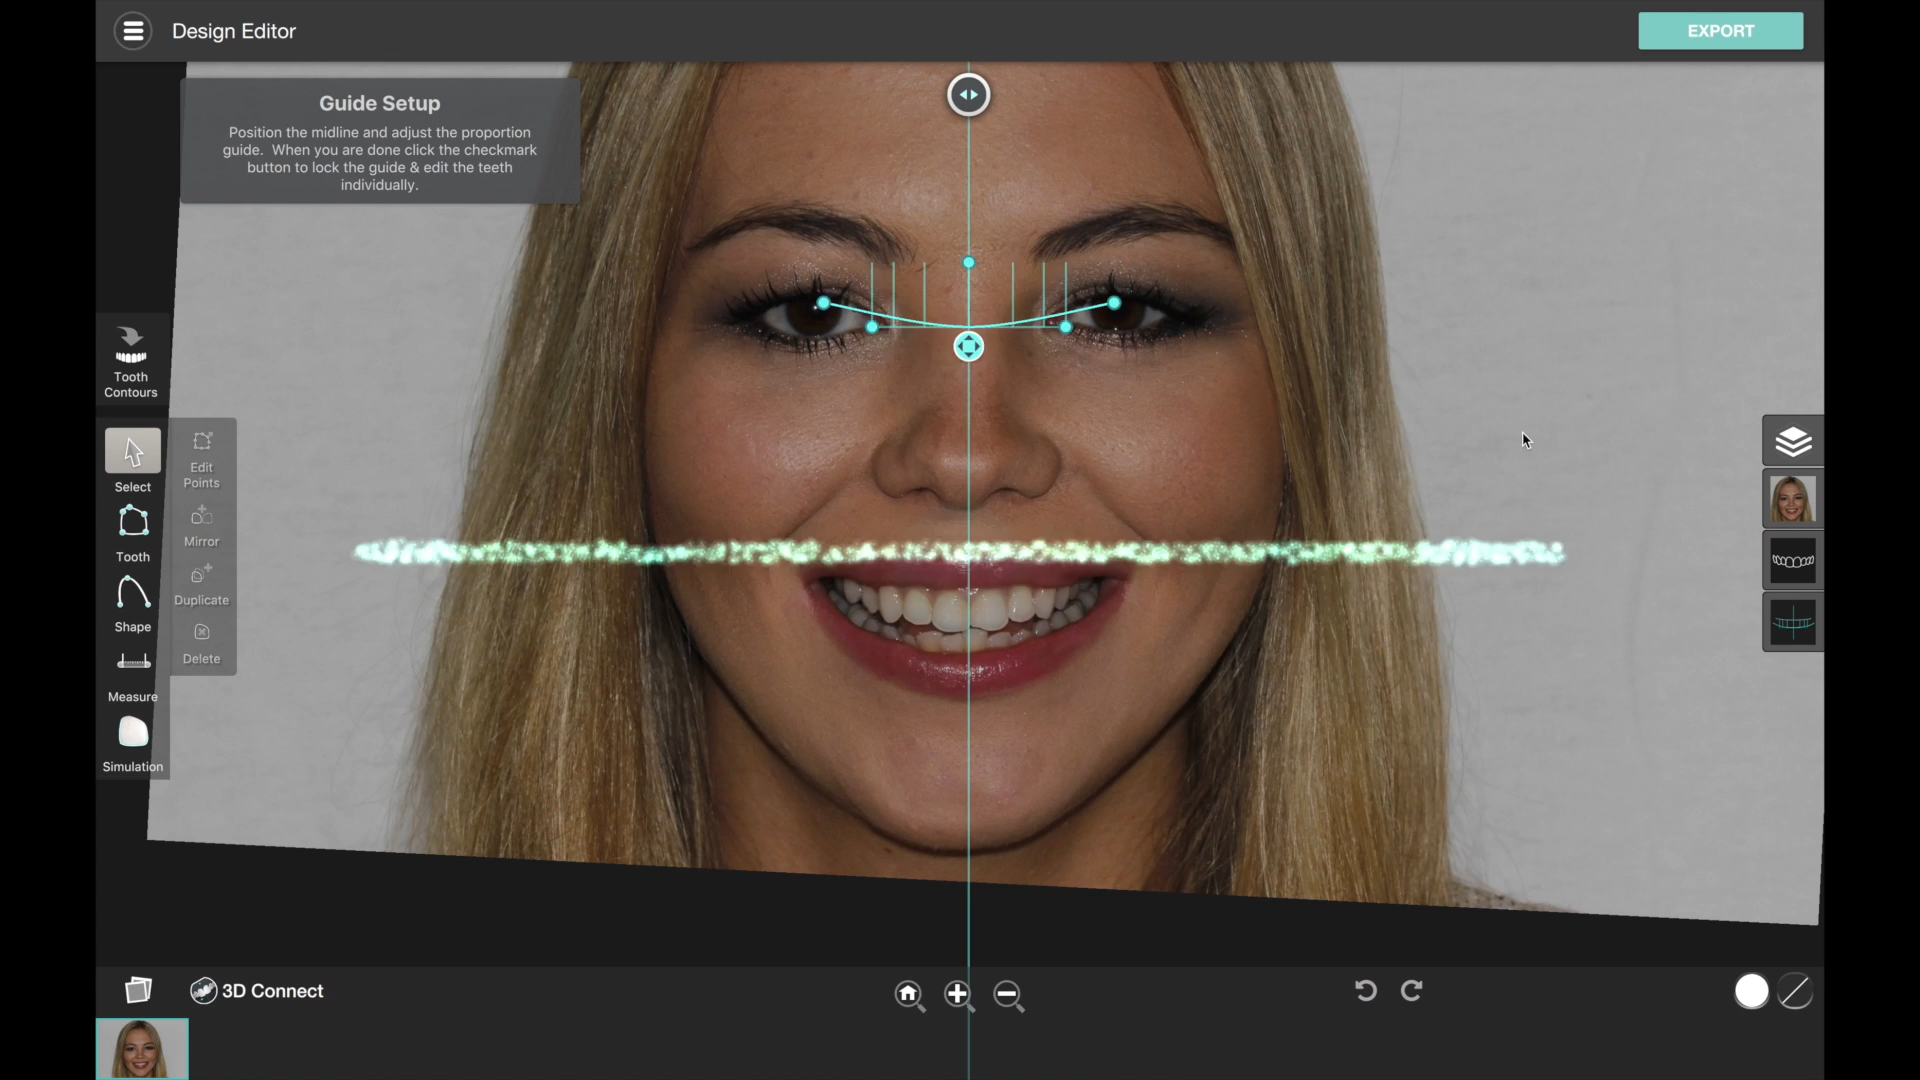 Design Editor
EXPORT
Guide Setup
Position the midline and adjust the proportion
guide.  When you are done click the checkmark
button to lock the guide & edit the teeth
individually.
Tooth
Contours
Select
Edit
Points
Mirror
Tooth
Duplicate
Shape
Delete
Measure
Simulation
3D Connect